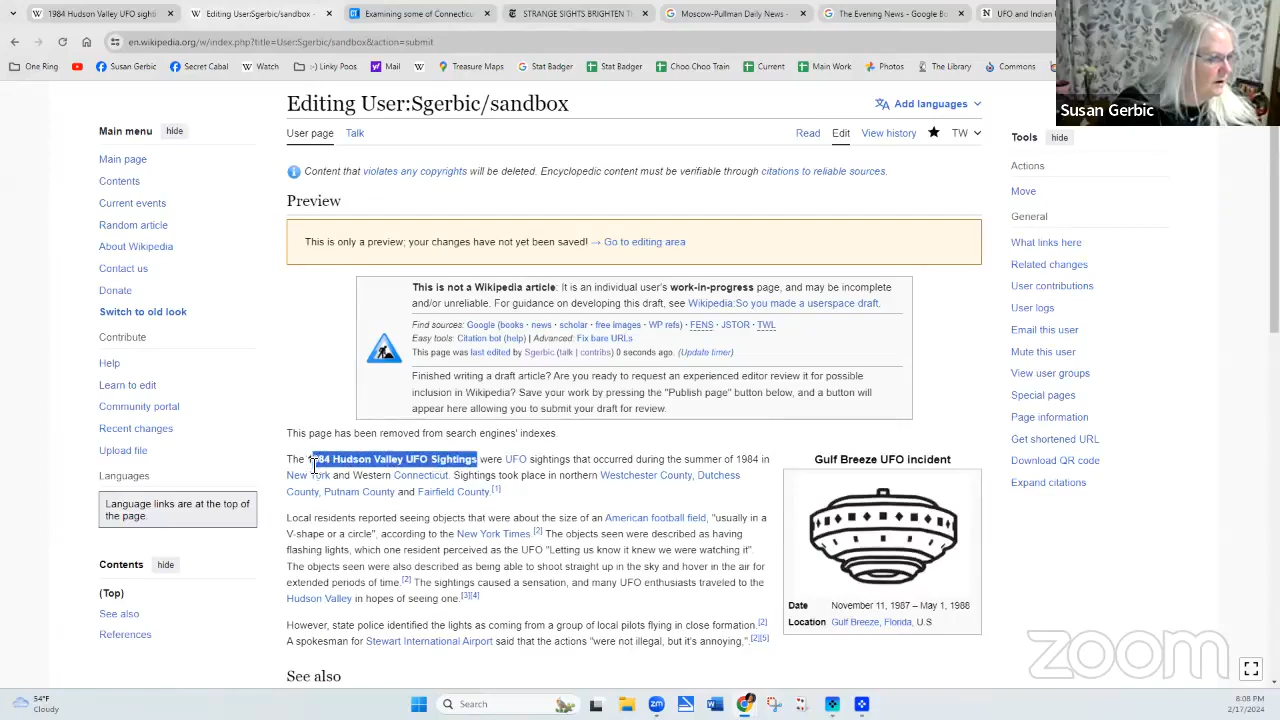 1984 Hudson Valley UFO sighti
Editing User:Sgerbic/sandbox
Examining some of Connecticut
STRANGE SIGHTS BRIGHTEN T
Moscow-Pullman Daily News
The Evening News - Google Boo
UFO and Indian
en.wikipedia.org/w/index.php?title=User:Sgerbic/sandbox&action=submit
One Ring
Susan Gerbic
Secret Cabal
Watch
:-) Linky Pooj
Mail
Treasure Maps
Stat Badger
Stat Badger
Choo Choo Train
Current
Main Work
Photos
The Library
Commons
Susan Gerbic
Editing User:Sgerbic/sandbox
Add languages
User page
Talk
Read
Edit
View history
TW
Main menu
hide
Main page
Contents
Current events
Random article
About Wikipedia
Contact us
Donate
Switch to old look
Contribute
Help
Learn to edit
Community portal
Recent changes
Upload file
Languages
Language links are at the top of
the page.
Contents
hide
(Top)
See also
References
Content that violates any copyrights will be deleted. Encyclopedic content must be verifiable through citations to reliable sources.
Preview
This is only a preview; your changes have not yet been saved! → Go to editing area
This is not a Wikipedia article: It is an individual user's work-in-progress page, and may be incomplete
and/or unreliable. For guidance on developing this draft, see Wikipedia:So you made a userspace draft.
Find sources: Google (books · news · scholar · free images · WP refs) · FENS · JSTOR · TWL
Easy tools: Citation bot (help) | Advanced: Fix bare URLs
This page was last edited by Sgerbic (talk | contribs) 0 seconds ago. (Update timer)
Finished writing a draft article? Are you ready to request an experienced editor review it for possible
inclusion in Wikipedia? Save your work by pressing the "Publish page" button below, and a button will
appear here allowing you to submit your draft for review.
This page has been removed from search engines' indexes.
The 1984 Hudson Valley UFO Sightings were UFO sightings that occurred during the summer of 1984 in
New York and Western Connecticut. Sightings took place in northern Westchester County, Dutchess
County, Putnam County and Fairfield County.[1]
Local residents reported seeing objects that were about the size of an American football field, "usually in a
V-shape or a circle", according to the New York Times.[2] The objects seen were described as having
flashing lights, which one resident perceived as the UFO "Letting us know it knew we were watching it".
The objects seen were also described as being able to shoot straight up in the sky and hover in the air for
extended periods of time.[2] The sightings caused a sensation, and many UFO enthusiasts traveled to the
Hudson Valley in hopes of seeing one.[3][4]
However, state police identified the lights as coming from a group of local pilots flying in close formation.[2]
A spokesman for Stewart International Airport said that the actions "were not illegal, but it's annoying,".[2][5]
See also
Gulf Breeze UFO incident
Date November 11, 1987 – May 1, 1988
Location Gulf Breeze, Florida, U.S
Tools
hide
Actions
Move
General
What links here
Related changes
User contributions
User logs
Email this user
Mute this user
View user groups
Special pages
Page information
Get shortened URL
Download QR code
Expand citations
zoom
54°F
Cloudy
Search
8:08 PM
2/17/2024